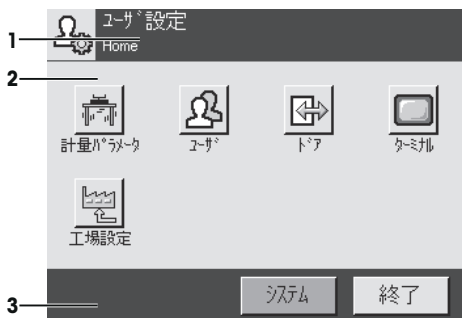 ﾕｰｻﾞ設定
1
Home
2
計量ﾊﾟﾗﾒｰﾀ
ﾕｰｻﾞ
ﾄﾞｱ
ﾀｰﾐﾅﾙ
工場設定
3
ｼｽﾃﾑ
終了